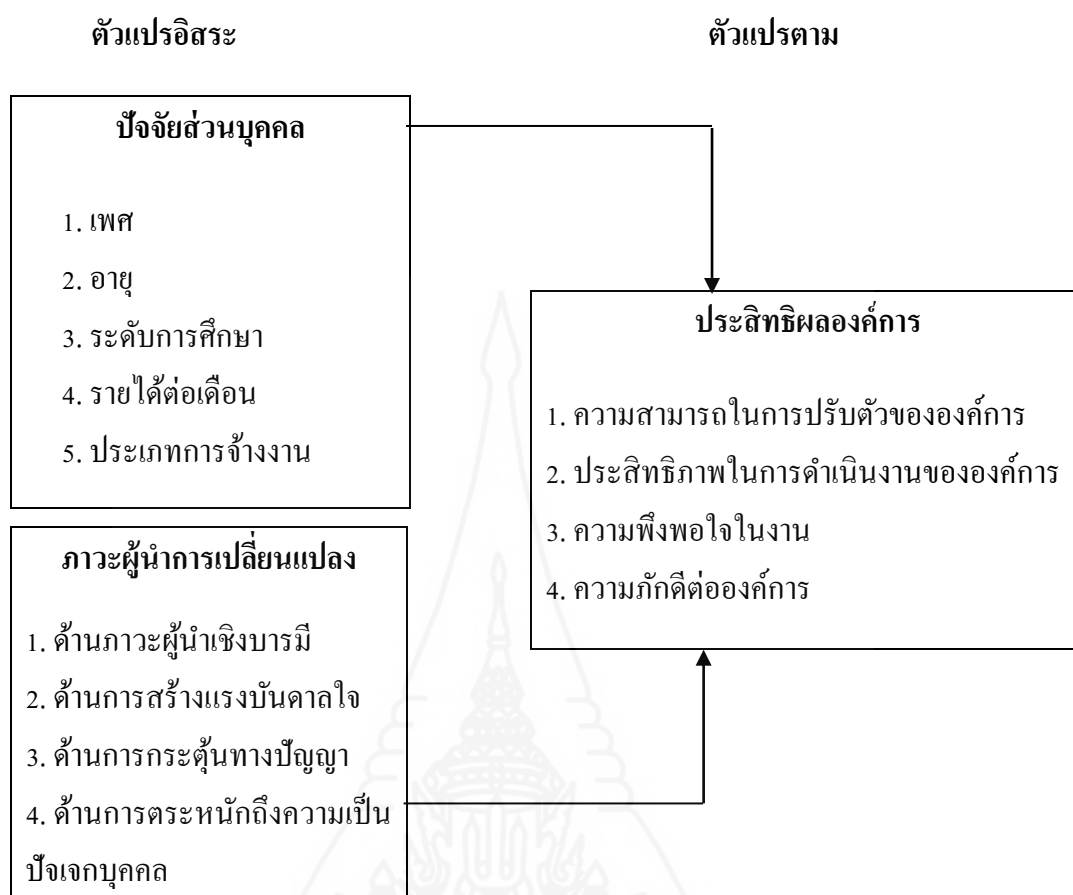 ตัวแปรอิสระ
ตัวแปรตาม
ปัจจัยส่วนบุคคล
1. เพศ
2. อายุ
3. ระดับการศึกษา
4. รายได้ต่อเดือน
5. ประเภทการจ้างงาน
ภาวะผู้นำการเปลี่ยนแปลง
1. ด้านภาวะผู้นำเชิงบารมี
2. ด้านการสร้างแรงบันดาลใจ
3. ด้านการกระตุ้นทางปัญญา
4. ด้านการตระหนักถึงความเป็น
ปัจเจกบุคคล
ประสิทธิผลองค์การ
1. ความสามารถในการปรับตัวขององค์การ
2. ประสิทธิภาพในการดำเนินงานขององค์การ
3. ความพึงพอใจในงาน
4. ความภักดีต่อองค์การ